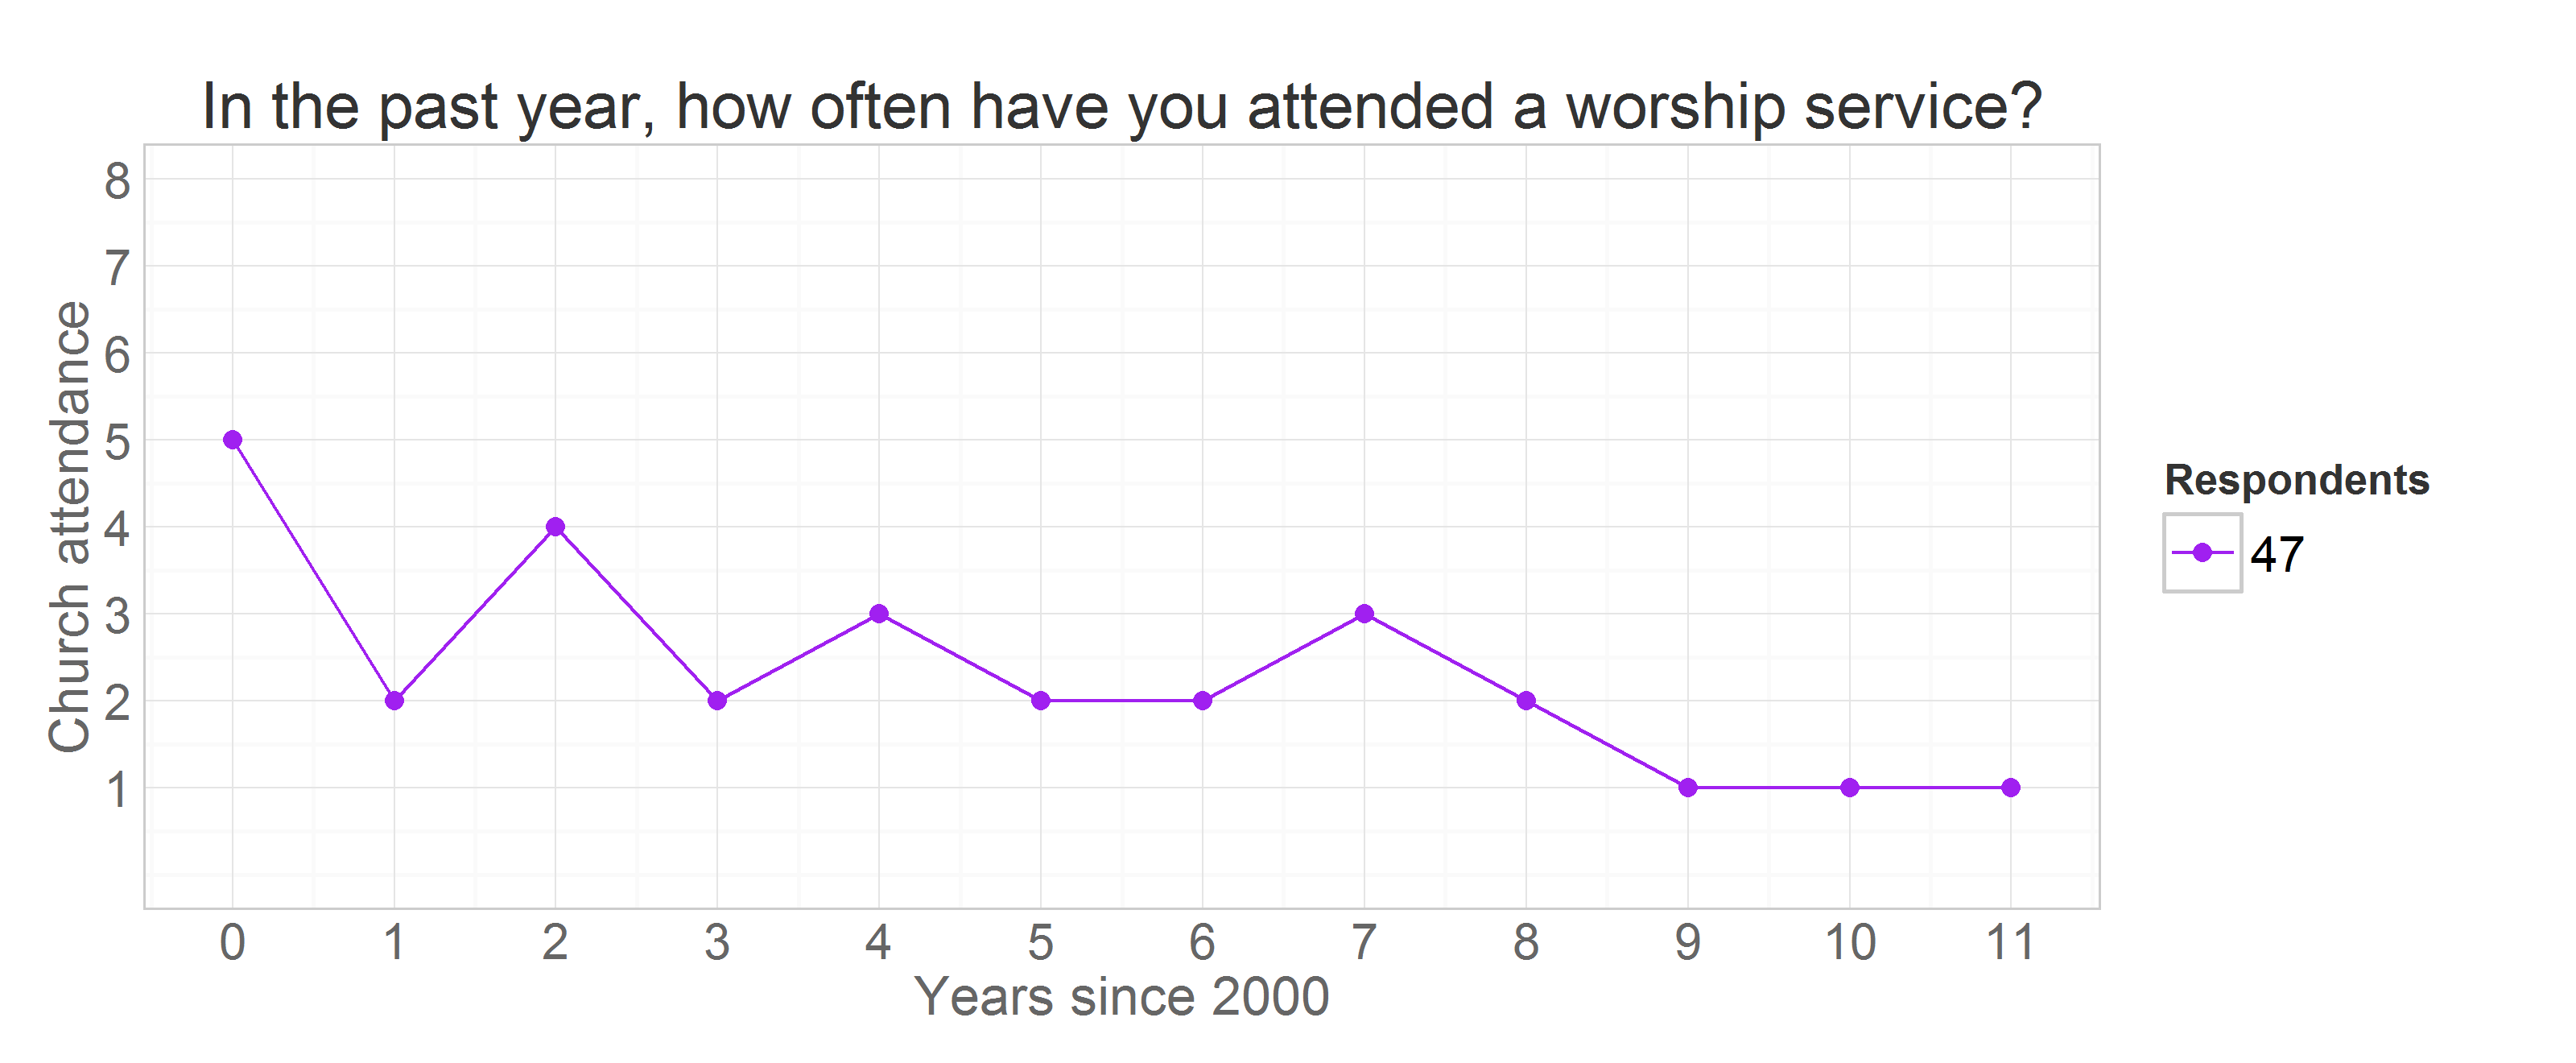 In the past year, how often have you attended a worship service?
Church attendance
8
7
6
5
4
3
2
1
0 1 2 3 4 5 6 7 8 9 10 11
Years since 2000
Respondents
47